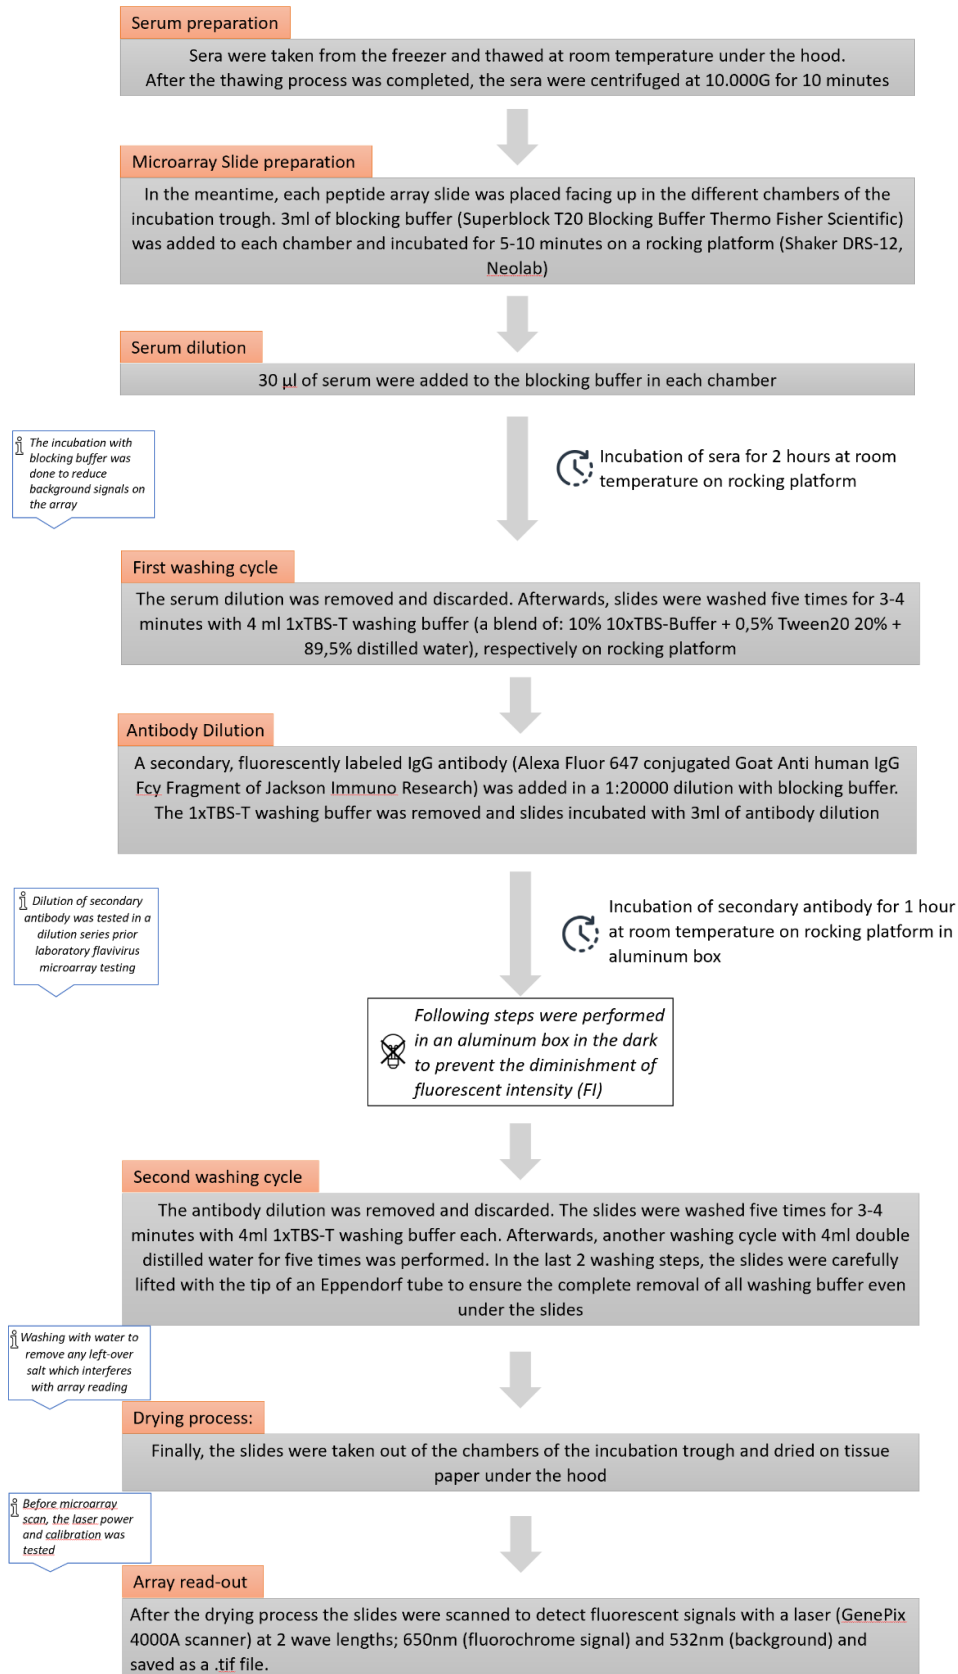 Serum preparation
Sera were taken from the freezer and thawed at room temperature under the hood.
After the thawing process was completed, the sera were centrifuged at 10.000G for 10 minutes
Microarray Slide preparation
In the meantime, each peptide array slide was placed facing up in the different chambers of the
incubation trough. 3ml of blocking buffer (Superblock T20 Blocking Buffer Thermo Fisher Scientific)
was added to each chamber and incubated for 5-10 minutes on a rocking platform (Shaker DRS-12,
Neolab)
Serum dilution
30 µl of serum were added to the blocking buffer in each chamber
The incubation with
blocking buffer was
done to reduce
background signals on
the array
Incubation of sera for 2 hours at room
temperature on rocking platform
First washing cycle
The serum dilution was removed and discarded. Afterwards, slides were washed five times for 3-4
minutes with 4 ml 1xTBS-T washing buffer (a blend of: 10% 10xTBS-Buffer + 0,5% Tween20 20% +
89,5% distilled water), respectively on rocking platform
Antibody Dilution
A secondary, fluorescently labeled IgG antibody (Alexa Fluor 647 conjugated Goat Anti human IgG
Fcy Fragment of Jackson Immuno Research) was added in a 1:20000 dilution with blocking buffer.
The 1xTBS-T washing buffer was removed and slides incubated with 3ml of antibody dilution
Dilution of secondary
antibody was tested in a
dilution series prior
laboratory flavivirus
microarray testing
Incubation of secondary antibody for 1 hour
at room temperature on rocking platform in
aluminum box
Following steps were performed
in an aluminum box in the dark
to prevent the diminishment of
fluorescent intensity (FI)
Second washing cycle
The antibody dilution was removed and discarded. The slides were washed five times for 3-4
minutes with 4ml 1xTBS-T washing buffer each. Afterwards, another washing cycle with 4ml double
distilled water for five times was performed. In the last 2 washing steps, the slides were carefully
lifted with the tip of an Eppendorf tube to ensure the complete removal of all washing buffer even
under the slides
Washing with water to
remove any left-over
salt which interferes
with array reading
Drying process:
Finally, the slides were taken out of the chambers of the incubation trough and dried on tissue
paper under the hood
Before microarray
scan, the laser power
and calibration was
tested
Array read-out
After the drying process the slides were scanned to detect fluorescent signals with a laser (GenePix
4000A scanner) at 2 wave lengths; 650nm (fluorochrome signal) and 532nm (background) and
saved as a .tif file.